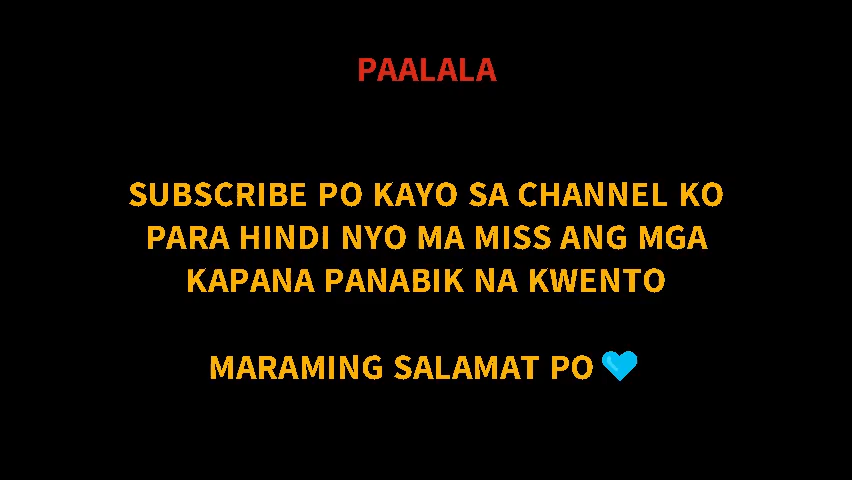 PAALALA
SUBSCRIBE PO KAYO SA CHANNEL KO
PARA HINDI NYO MA MISS ANG MGA
KAPANA PANABIK NA KWENTO
MARAMING SALAMAT PO🩵